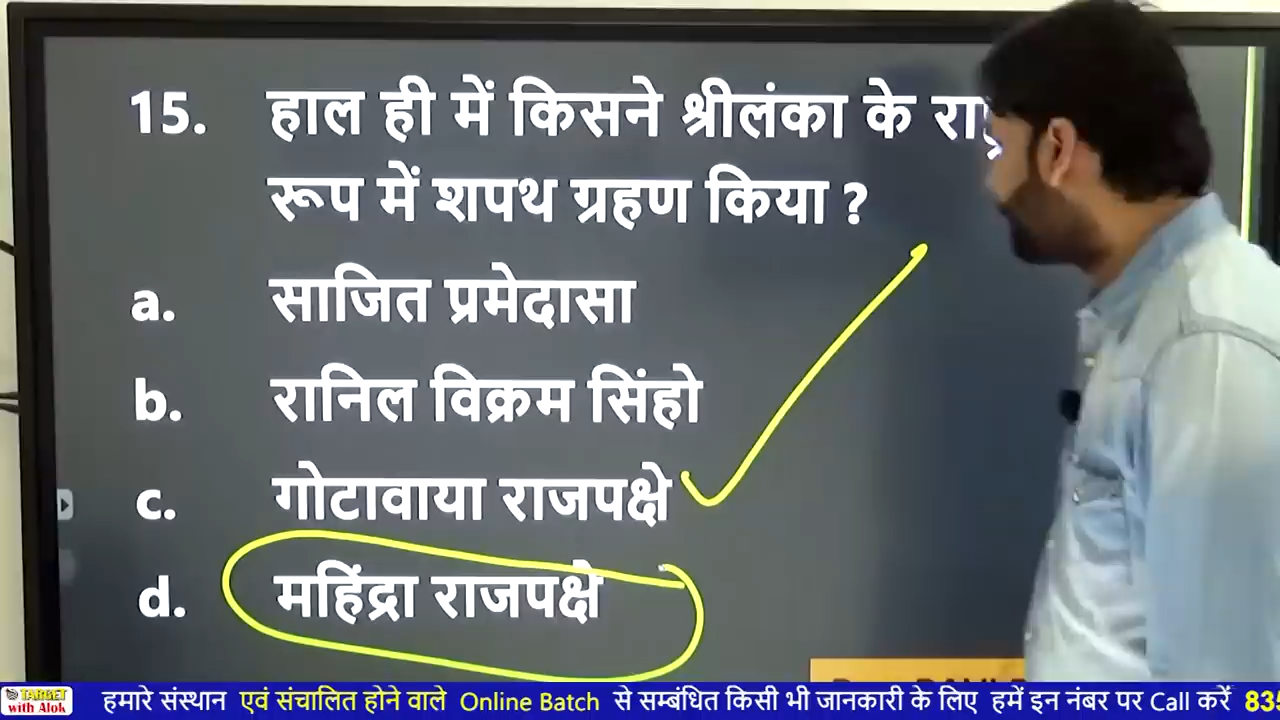 15. हाल ही में किसने श्रीलंका के
रूप में शपथ ग्रहण किया ?
a. साजित प्रमेदासा
b. रानिल विक्रम सिंहो
c. गोटावाया राजपक्षे
d. महिंद्रा राजपक्षे
TARGET
with Alok
हमारे संस्थान एवं संचालित होने वाले Online Batch से सम्बंधित किसी भी जानकारी के लिए हमें इन नंबर पर Call करें 835